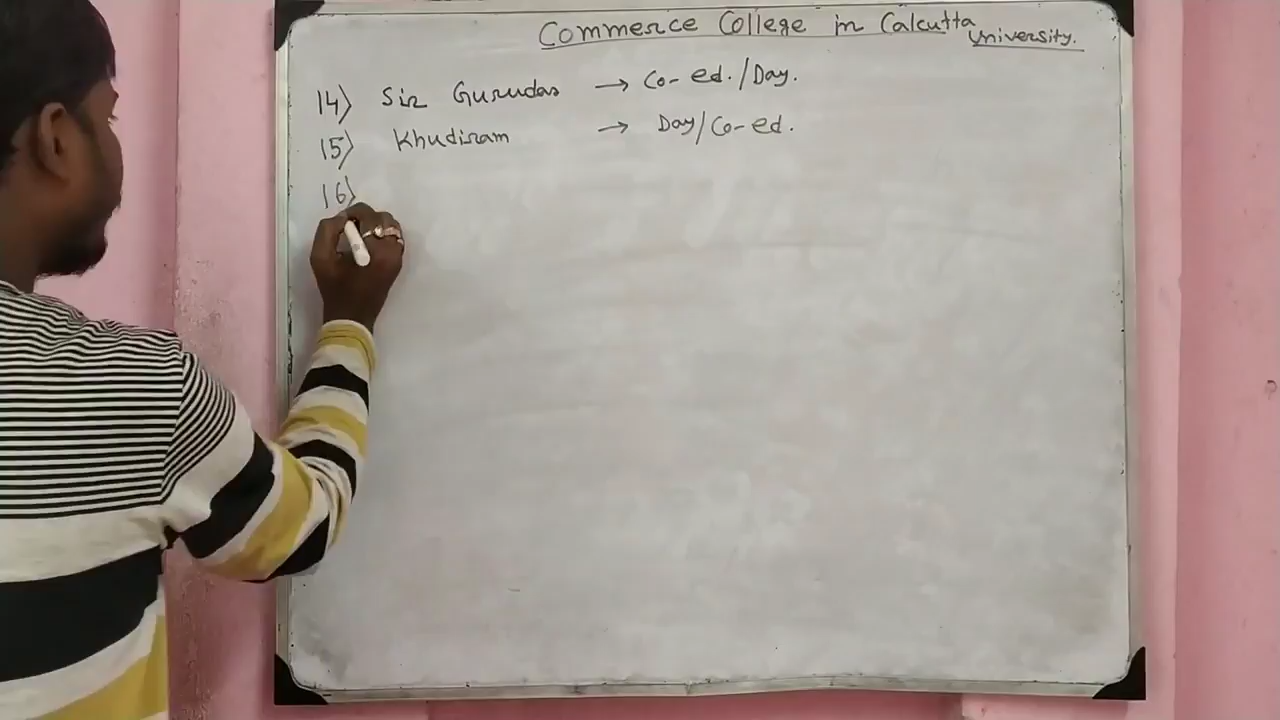 Commerce College in Calcutta University.
14) Sir Gurudas → Co-ed./Day.
15) Khudiram → Day/Co-ed.
16)